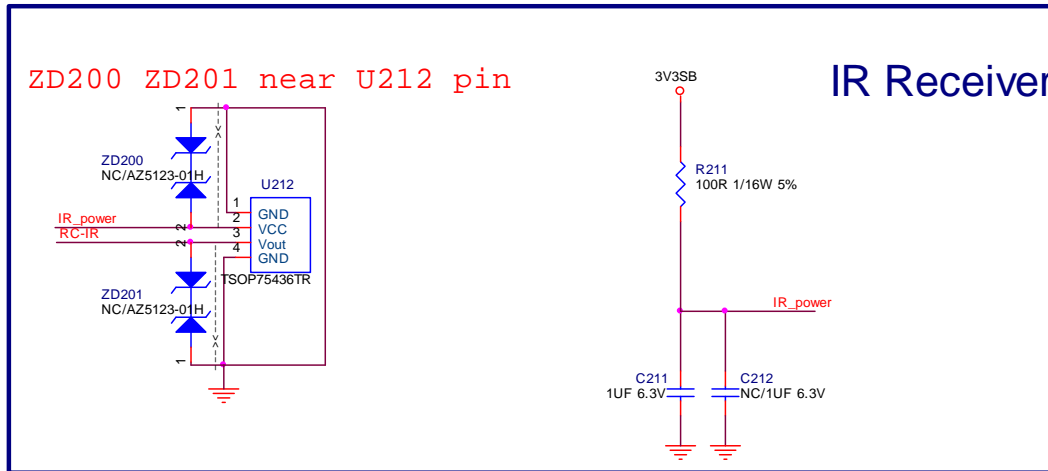 ZD200 ZD201 near U212 pin
IR Receiver
3V3SB
1
ZD200
NC/AZ5123-01H
U212
R211
100R 1/16W 5%
1
GND
IR_power
2
2
VCC
RC-IR
2
3
Vout
4
GND
TSOP75436TR
ZD201
NC/AZ5123-01H
1
IR_power
C211
1UF 6.3V
C212
NC/1UF 6.3V